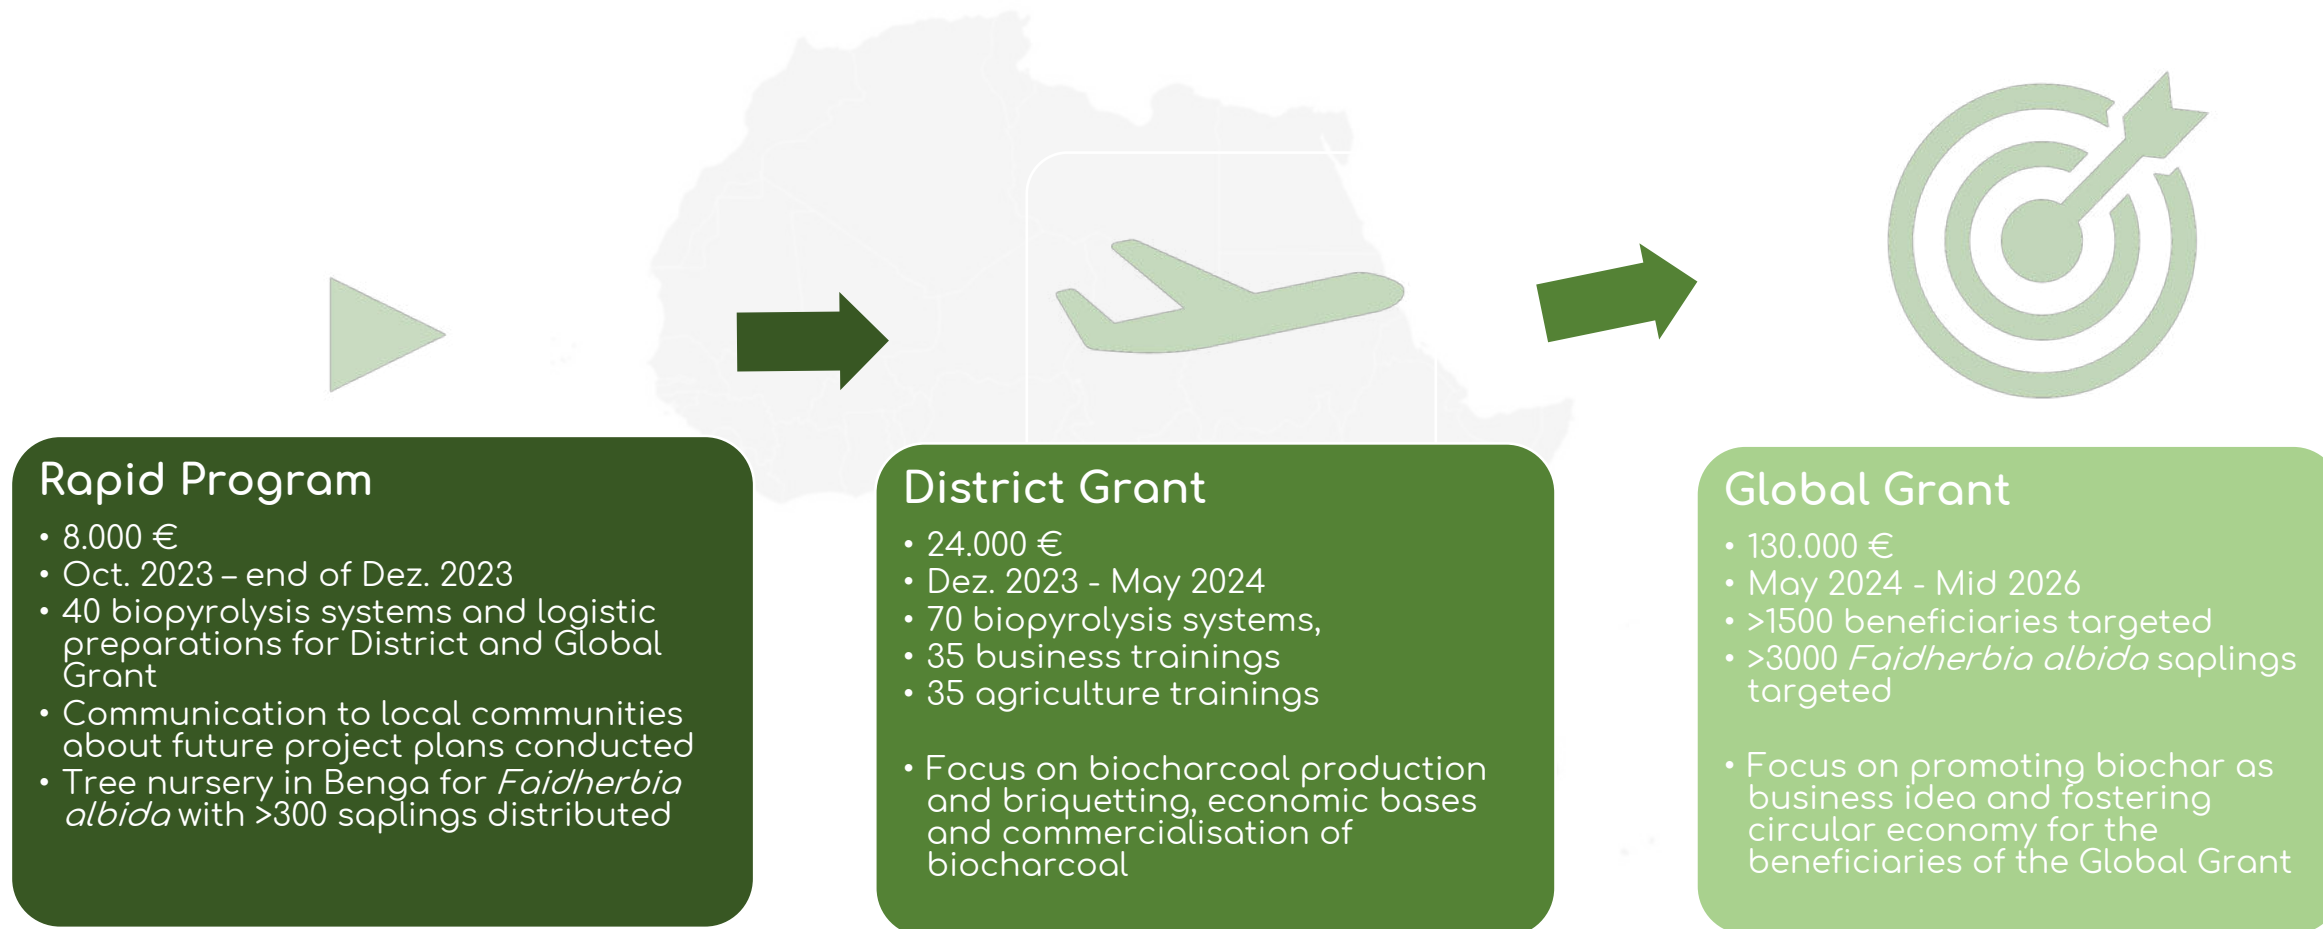 Rapid Program
• 8.000 €
• Oct. 2023 – end of Dez. 2023
• 40 biopyrolysis systems and logistic
preparations for District and Global
Grant
• Communication to local communities
about future project plans conducted
• Tree nursery in Benga for Faidherbia
albida with >300 saplings distributed
District Grant
• 24.000 €
• Dez. 2023 - May 2024
• 70 biopyrolysis systems,
• 35 business trainings
• 35 agriculture trainings
• Focus on biocharcoal production
and briquetting, economic bases
and commercialisation of
biocharcoal
Global Grant
• 130.000 €
• May 2024 - Mid 2026
• >1500 beneficiaries targeted
• >3000 Faidherbia albida saplings
targeted
• Focus on promoting biochar as
business idea and fostering
circular economy for the
beneficiaries of the Global Grant